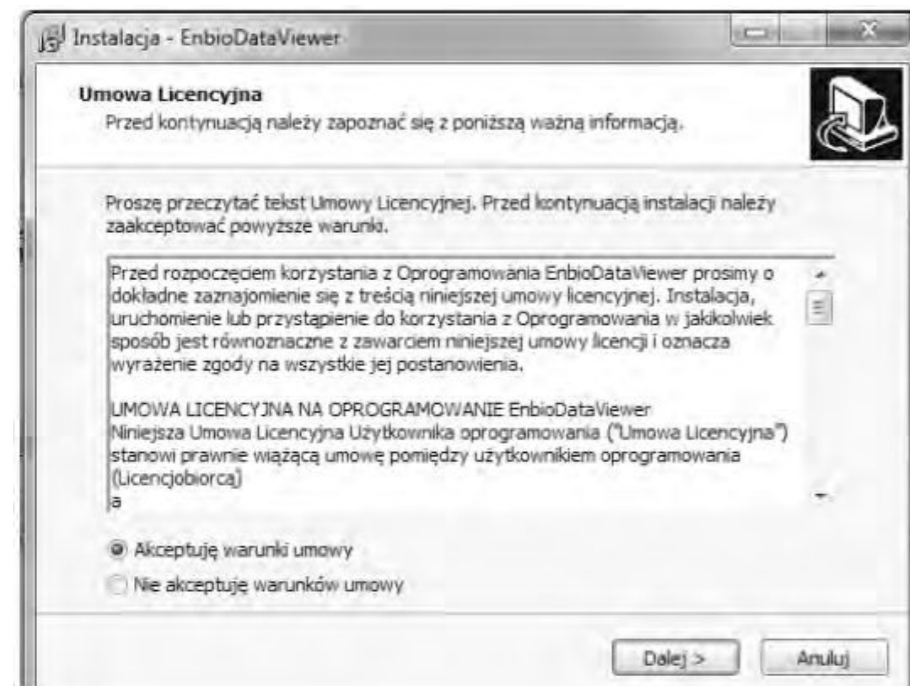 Instalacja - EnbioDataViewer
Umowa Licencyjna
Przed kontynuacją należy zapoznać się z poniższą ważną informacją.
Proszę przeczytać tekst Umowy Licencyjnej. Przed kontynuacją instalacji należy
zaakceptować powyższe warunki.
Przed rozpoczęciem korzystania z Oprogramowania EnbioDataViewer prosimy o
dokładne zaznajomienie się z treścią niniejszej umowy licencyjnej. Instalacja,
uruchomienie lub przystąpienie do korzystania z Oprogramowania w jakikolwiek
sposób jest równoznaczne z zawarciem niniejszej umowy licencji i oznacza
wyrażenie zgody na wszystkie jej postanowienia.
UMOWA LICENCYJNA NA OPROGRAMOWANIE EnbioDataViewer
Niniejsza Umowa Licencyjna Użytkownika oprogramowania ("Umowa Licencyjna")
stanowi prawnie wiążącą umowę pomiędzy użytkownikiem oprogramowania
(Licencjobiorcą)
a
Akceptuję warunki umowy
Nie akceptuję warunków umowy
Dalej >
Anuluj